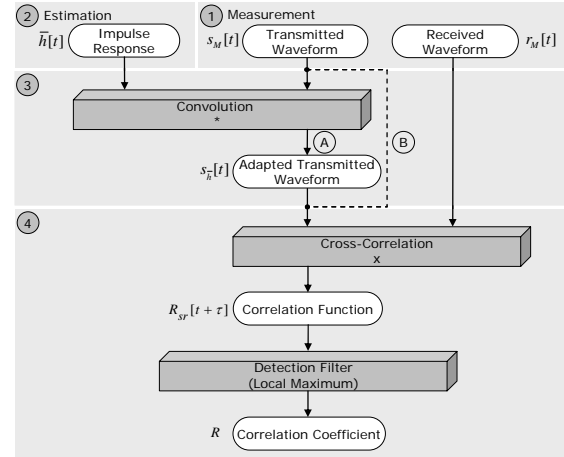 2 Estimation
1 Measurement
h̅[t]
Impulse
Response
s_M[t]
Transmitted
Waveform
Received
Waveform
r_M[t]
3
Convolution
*
A
B
s_h̅[t]
Adapted Transmitted
Waveform
4
Cross-Correlation
x
R_sr[t + τ]
Correlation Function
Detection Filter
(Local Maximum)
R
Correlation Coefficient